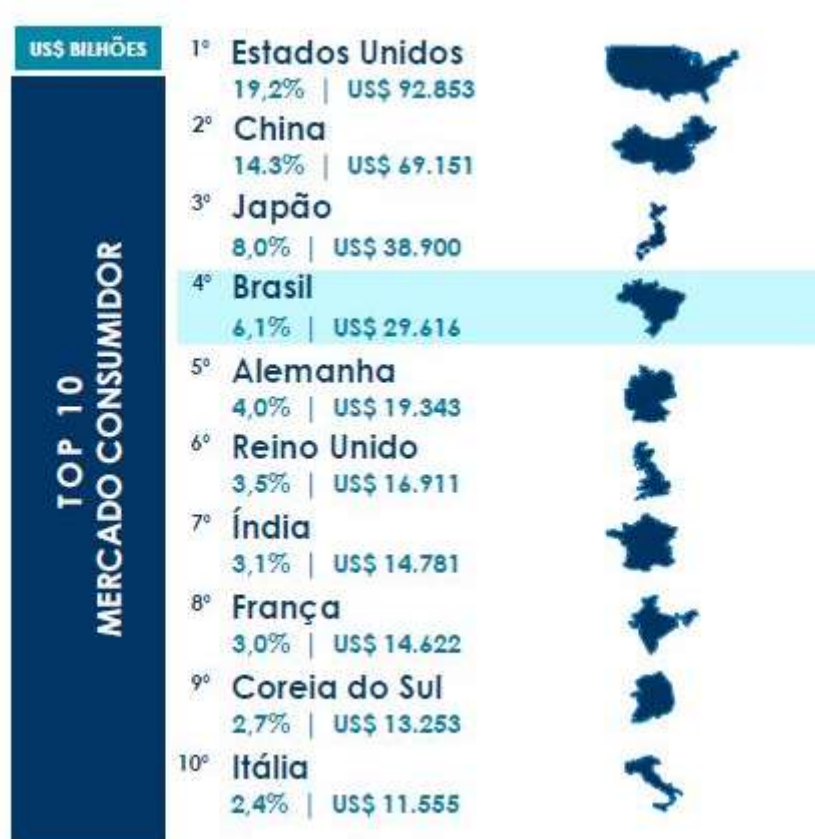 US$ BILHÕES
TOP 10
MERCADO CONSUMIDOR
1º Estados Unidos
19,2% | US$ 92.853
2º China
14.3% | US$ 69.151
3º Japão
8,0% | US$ 38.900
4º Brasil
6,1% | US$ 29.616
5º Alemanha
4,0% | US$ 19.343
6º Reino Unido
3,5% | US$ 16.911
7º Índia
3,1% | US$ 14.781
8º França
3,0% | US$ 14.622
9º Coreia do Sul
2,7% | US$ 13.253
10º Itália
2,4% | US$ 11.555